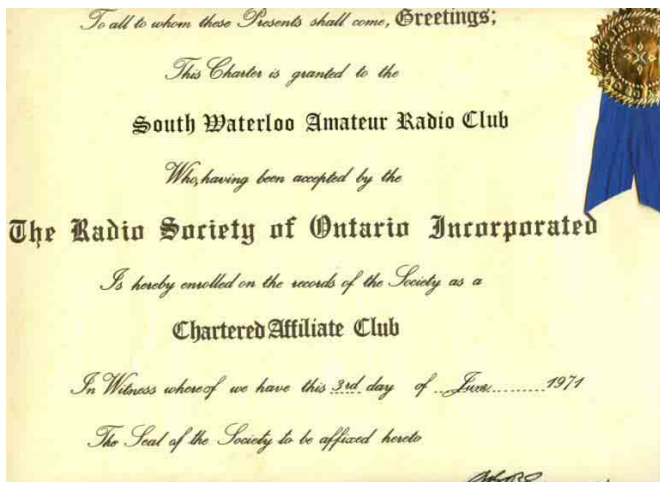 To all to whom these Presents shall come, Greetings;
This Charter is granted to the
South Waterloo Amateur Radio Club
Who, having been accepted by the
The Radio Society of Ontario Incorporated
Is hereby enrolled on the records of the Society as a
Chartered Affiliate Club
In Witness whereof we have this 3rd day of June 1971
The Seal of the Society to be affixed hereto